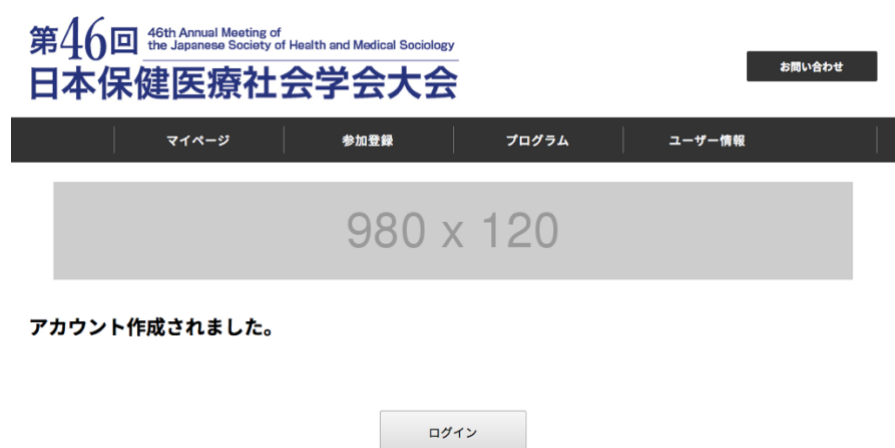 第46回
46th Annual Meeting of
the Japanese Society of Health and Medical Sociology
日本保健医療社会学会大会
お問い合わせ
マイページ 参加登録 プログラム ユーザー情報
980 x 120
アカウント作成されました。
ログイン